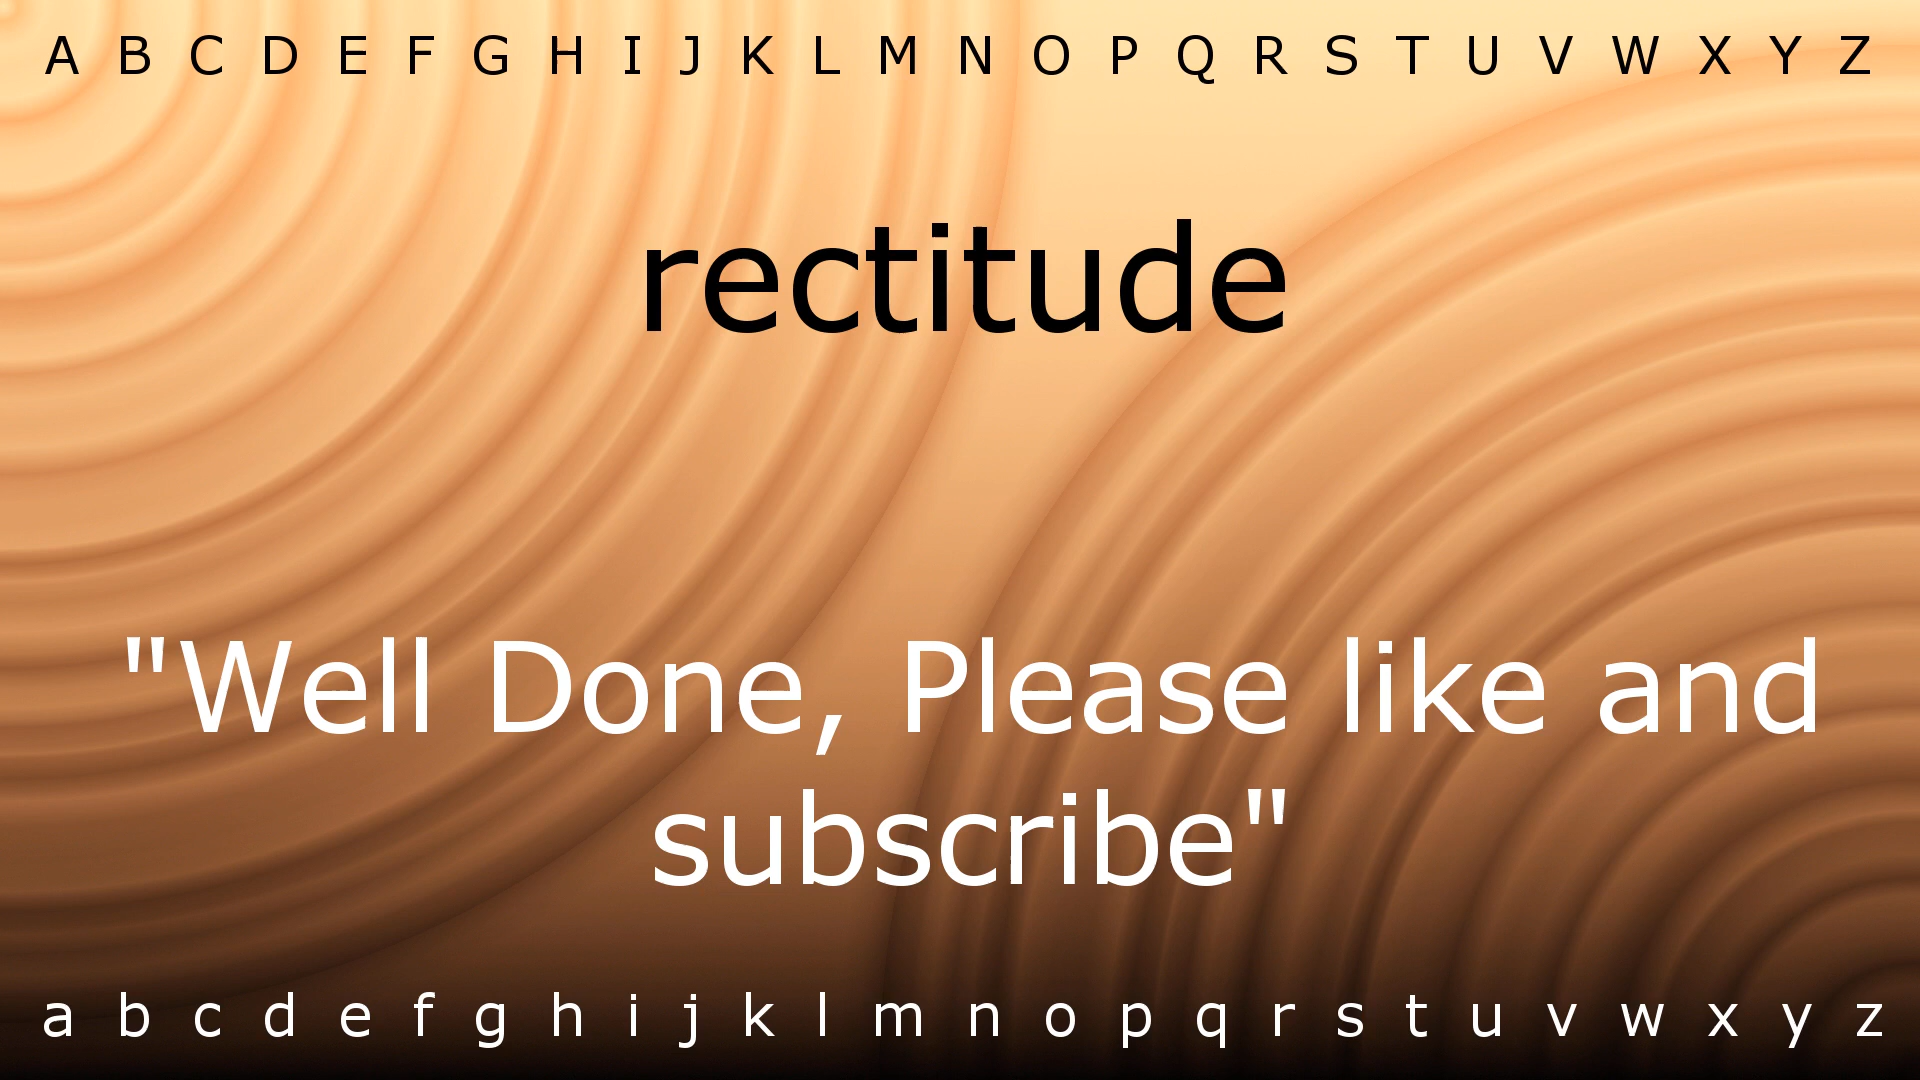 A B C D E F G H I J K L M N O P Q R S T U V W X Y Z
rectitude
"Well Done, Please like and
subscribe"
a b c d e f g h i j k l m n o p q r s t u v w x y z